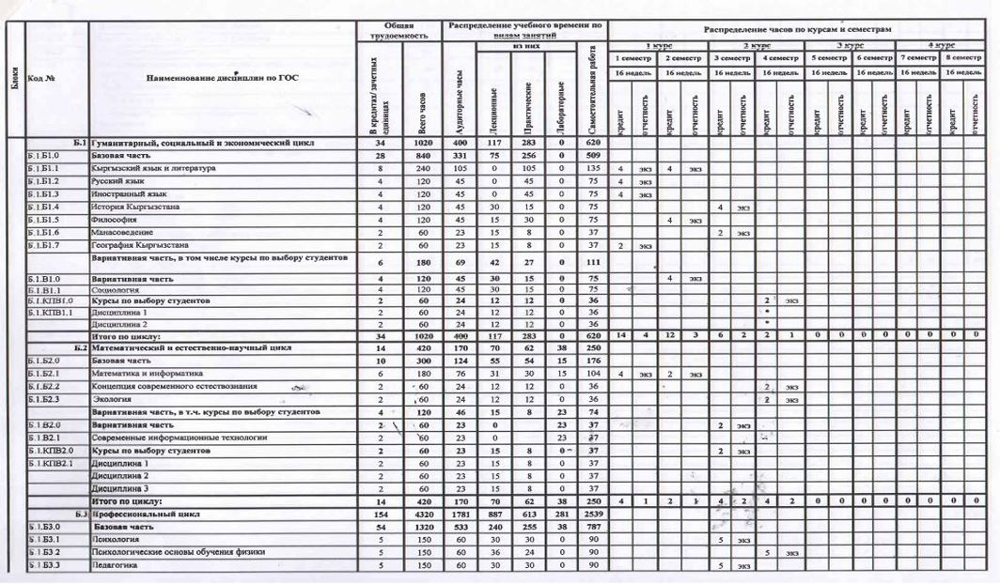 Блоки
Код №
Наименнование дисциплин по ГОС
Общая трудоемкость
Распределение учебного времени по видам занятий
Распределение часов по курсам и семестрам
из них
1 курс 2 курс 3 курс 4 курс
1 семестр 2 семестр 3 семестр 4 семестр 5 семестр 6 семестр 7 семестр 8 семестр
16 недель 16 недель 16 недель 16 недель 16 недель 16 недель 16 недель 16 недель
В кредитах/ зачетных единицах
Всего часов
Аудиторные часы
Лекционные
Практические
Лабораторные
Самостоятельная работа
кредит отчетность кредит отчетность кредит отчетность кредит отчетность кредит отчетность кредит отчетность кредит отчетность кредит отчетность
Б.1 Гуманитарный, социальный и экономический цикл 34 1020 400 117 283 0 620
Б.1.Б1.0 Базовая часть 28 840 331 75 256 0 509
Б.1.Б1.1 Кыргызский язык и литература 8 240 105 0 105 0 135 4 экз 4 экз
Б.1.Б1.2 Русский язык 4 120 45 0 45 0 75 4 экз
Б.1.Б1.3 Иностранный язык 4 120 45 0 45 0 75 4 экз
Б.1.Б1.4 История Кыргызстана 4 120 45 30 15 0 75 4 экз
Б.1.Б1.5 Философия 4 120 45 15 30 0 75 4 экз
Б.1.Б1.6 Манасоведение 2 60 23 15 8 0 37 2 экз
Б.1.Б1.7 География Кыргызстана 2 60 23 15 8 0 37 2 экз
Вариативная часть, в том числе курсы по выбору студентов 6 180 69 42 27 0 111
Б.1.В1.0 Вариативная часть 4 120 45 30 15 0 75 4 экз
Б.1.В1.1 Социология 4 120 45 30 15 0 75
Б.1.КПВ1.0 Курсы по выбору студентов 2 60 24 12 12 0 36 2 экз
Б.1.КПВ1.1 Дисциплина 1 2 60 24 12 12 0 36 *
Дисциплина 2 2 60 24 12 12 0 36 *
Итого по циклу: 34 1020 400 117 283 0 620 14 4 12 3 6 2 2 1 0 0 0 0 0 0 0 0
Б.2 Математический и естественно-научный цикл 14 420 170 70 62 38 250
Б.1.Б2.0 Базовая часть 10 300 124 55 54 15 176
Б.1.Б2.1 Математика и информатика 6 180 76 31 30 15 104 4 экз 2 экз
Б.1.Б2.2 Концепция современного естествознания 2 60 24 12 12 0 36 2 экз
Б.1.Б2.3 Экология 2 60 24 12 12 0 36 2 экз
Вариативная часть, в т.ч. курсы по выбору студентов 4 120 46 15 8 23 74
Б.1.В2.0 Вариативная часть 2 60 23 0 23 37 2 экз
Б.1.В2.1 Современные информационные технологии 2 60 23 0 23 37
Б.1.КПВ2.0 Курсы по выбору студентов 2 60 23 15 8 0 37 2 экз
Б.1.КПВ2.1 Дисциплина 1 2 60 23 15 8 0 37
Дисциплина 2 2 60 23 15 8 0 37
Дисциплина 3 2 60 23 15 8 0 37
Итого по циклу: 14 420 170 70 62 38 250 4 1 2 1 4 2 4 2 0 0 0 0 0 0 0 0
Б.3 Профессиональный цикл 154 4320 1781 887 613 281 2539
Б.1.Б3.0 Базовая часть 54 1320 533 240 255 38 787
Б.1.Б3.1 Психология 5 150 60 30 30 0 90 5 экз
Б.1.Б3 2 Психологические основы обучения физики 5 150 60 36 24 0 90 5 экз
Б.1.Б3.3 Педагогика 5 150 60 30 30 0 90 5 экз